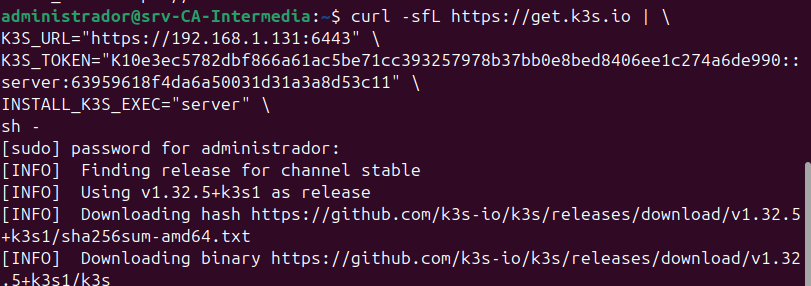 administrador@srv-CA-Intermedia:~$ curl -sfL https://get.k3s.io | \
K3S_URL="https://192.168.1.131:6443" \
K3S_TOKEN="K10e3ec5782dbf866a61ac5be71cc393257978b37bb0e8bed8406ee1c274a6de990::
server:63959618f4da6a50031d31a3a8d53c11" \
INSTALL_K3S_EXEC="server" \
sh -
[sudo] password for administrador:
[INFO]  Finding release for channel stable
[INFO]  Using v1.32.5+k3s1 as release
[INFO]  Downloading hash https://github.com/k3s-io/k3s/releases/download/v1.32.5
+k3s1/sha256sum-amd64.txt
[INFO]  Downloading binary https://github.com/k3s-io/k3s/releases/download/v1.32
.5+k3s1/k3s